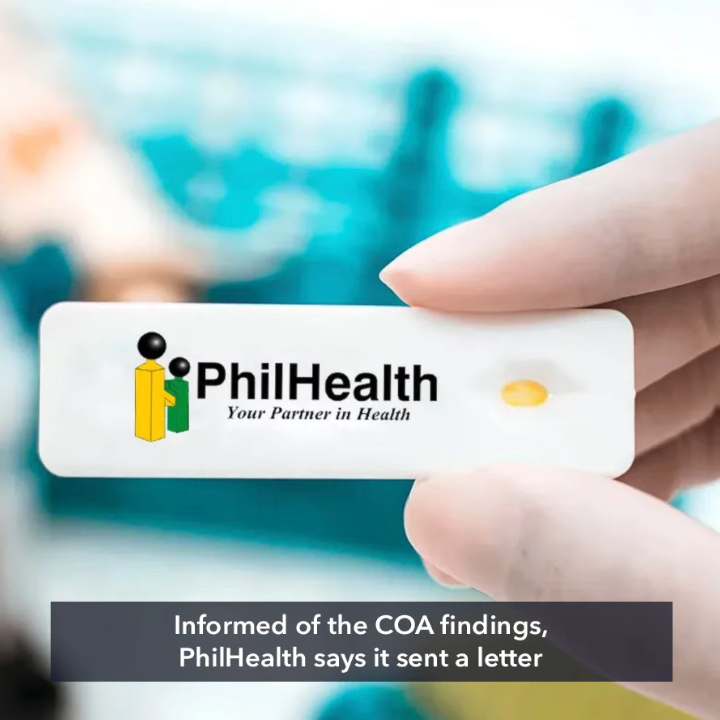 PhilHealth
Your Partner in Health
Informed of the COA findings,
PhilHealth says it sent a letter